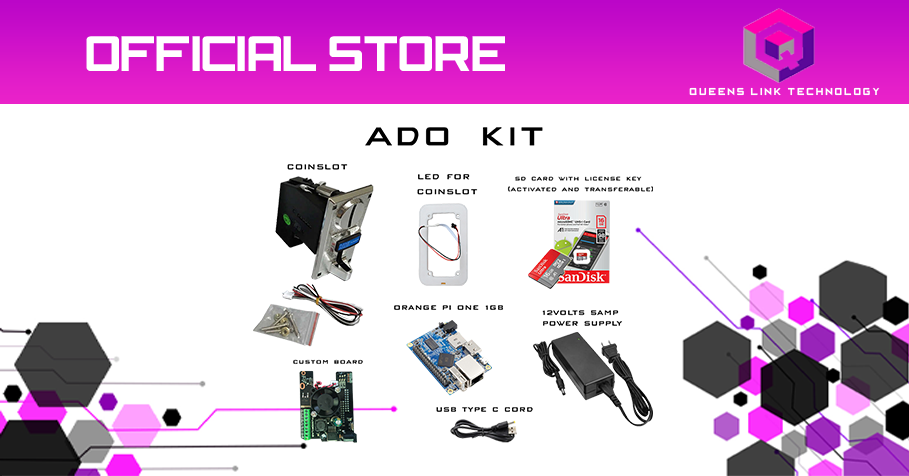 OFFICIAL STORE
QUEENS LINK TECHNOLOGY
ADO KIT
COINSLOT
LED FOR
COINSLOT
SD CARD WITH LICENSE KEY
(ACTIVATED AND TRANSFERABLE)
Ultra
16
SanDisk
ORANGE PI ONE 1GB
12VOLTS 5AMP
POWER SUPPLY
CUSTOM BOARD
USB TYPE C CORD